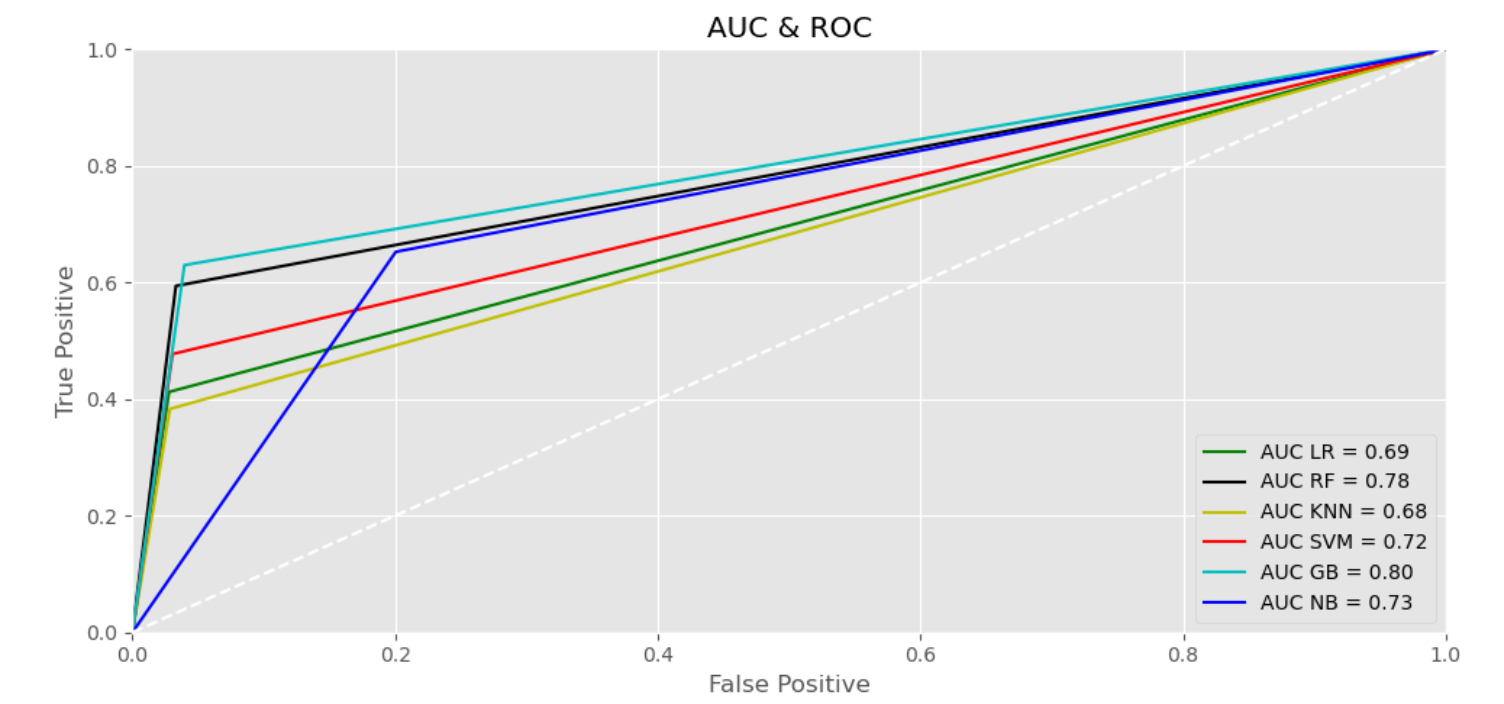 AUC & ROC
1.0
0.8
0.6
0.4
0.2
0.0
True Positive
0.0 0.2 0.4 0.6 0.8 1.0
False Positive
AUC LR = 0.69
AUC RF = 0.78
AUC KNN = 0.68
AUC SVM = 0.72
AUC GB = 0.80
AUC NB = 0.73